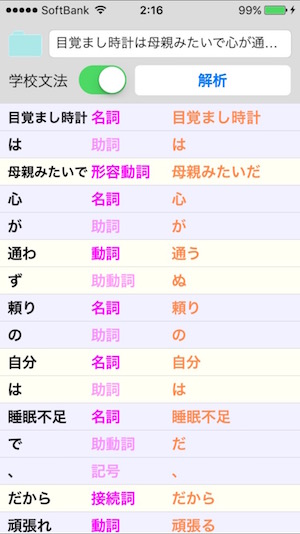 SoftBank 2:16 99%
目覚まし時計は母親みたいで心が通…
学校文法 解析
目覚まし時計 名詞 目覚まし時計
は 助詞 は
母親みたいで 形容動詞 母親みたいだ
心 名詞 心
が 助詞 が
通わ 動詞 通う
ず 助動詞 ぬ
頼り 名詞 頼り
の 助詞 の
自分 名詞 自分
は 助詞 は
睡眠不足 名詞 睡眠不足
で 助動詞 だ
、 記号 、
だから 接続詞 だから
頑張れ 動詞 頑張る